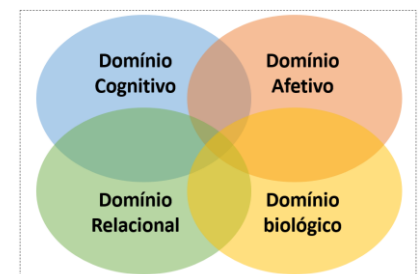 Domínio
Cognitivo
Domínio
Afetivo
Domínio
Relacional
Domínio
biológico